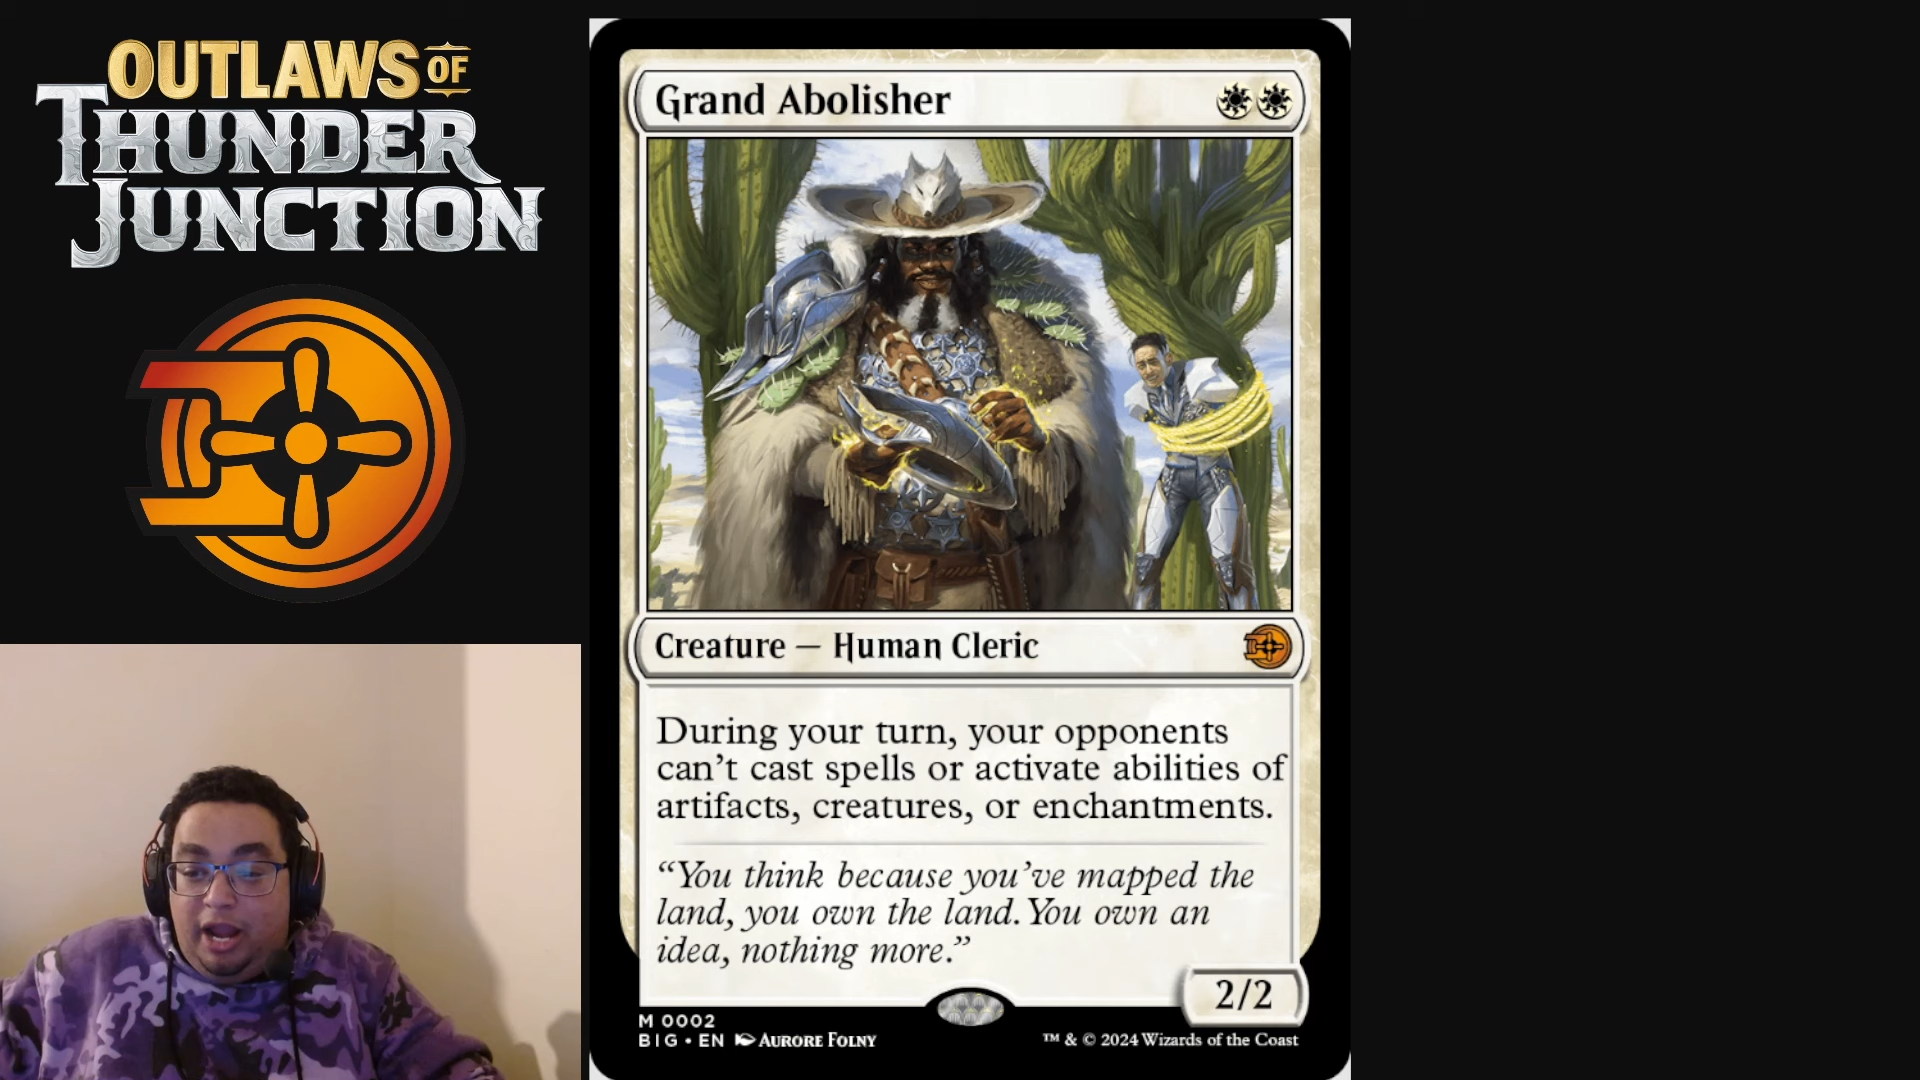 OUTLAWS OF
THUNDER
JUNCTION
Grand Abolisher
Creature — Human Cleric
During your turn, your opponents
can't cast spells or activate abilities of
artifacts, creatures, or enchantments.
“You think because you've mapped the
land, you own the land. You own an
idea, nothing more.”
2/2
M 0002
BIG • EN AURORE FOLNY
™ & © 2024 Wizards of the Coast